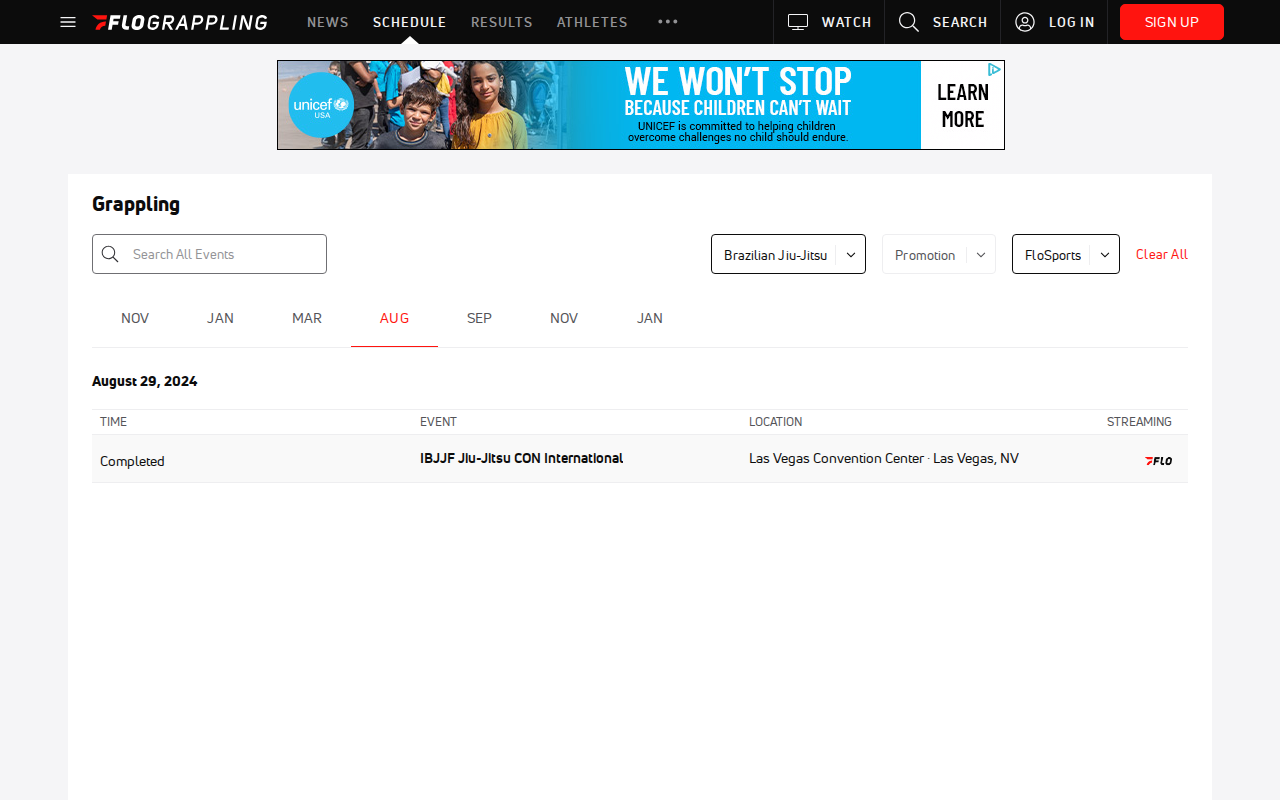 FLOGRAPPLING
NEWS
SCHEDULE
RESULTS
ATHLETES
WATCH
SEARCH
LOG IN
SIGN UP
unicef
USA
WE WON'T STOP
BECAUSE CHILDREN CAN'T WAIT
UNICEF is committed to helping children
overcome challenges no child should endure.
LEARN
MORE
Grappling
Search All Events
Brazilian Jiu-Jitsu
Promotion
FloSports
Clear All
NOV
JAN
MAR
AUG
SEP
NOV
JAN
August 29, 2024
TIME
EVENT
LOCATION
STREAMING
Completed
IBJJF Jiu-Jitsu CON International
Las Vegas Convention Center · Las Vegas, NV
FLO